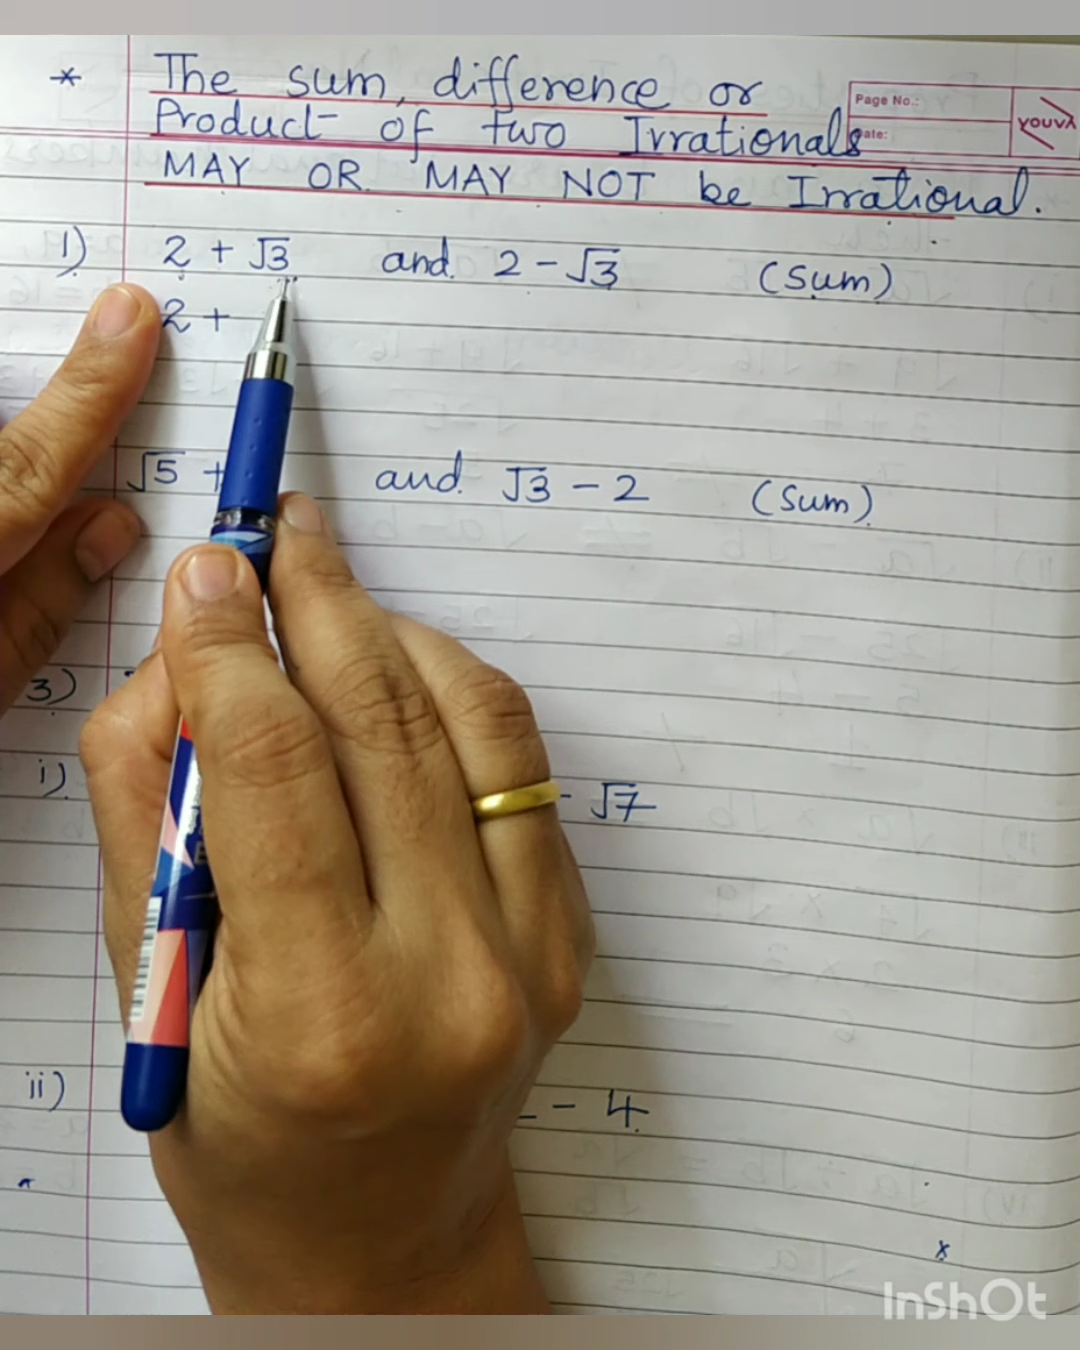 * The sum, difference or
Product of two Irrationals
MAY OR MAY NOT be Irrational.
Page No.:
Date:
YOUVA
1) 2 + √3 and 2 - √3 (Sum)
2 +
√5 + and √3 - 2 (Sum)
3)
i) - √7
ii) - 4
x
InShOt